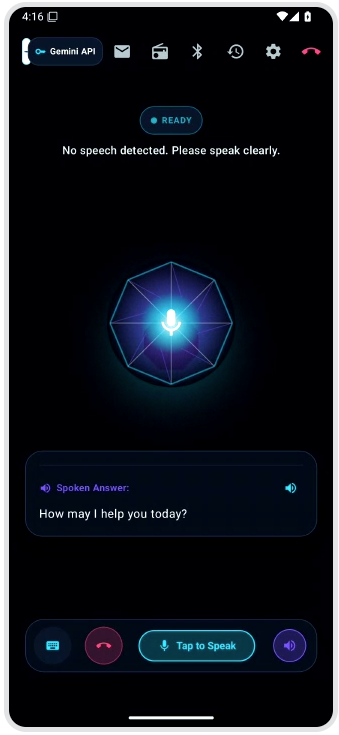 4:16
Gemini API
READY
No speech detected. Please speak clearly.
Spoken Answer:
How may I help you today?
Tap to Speak